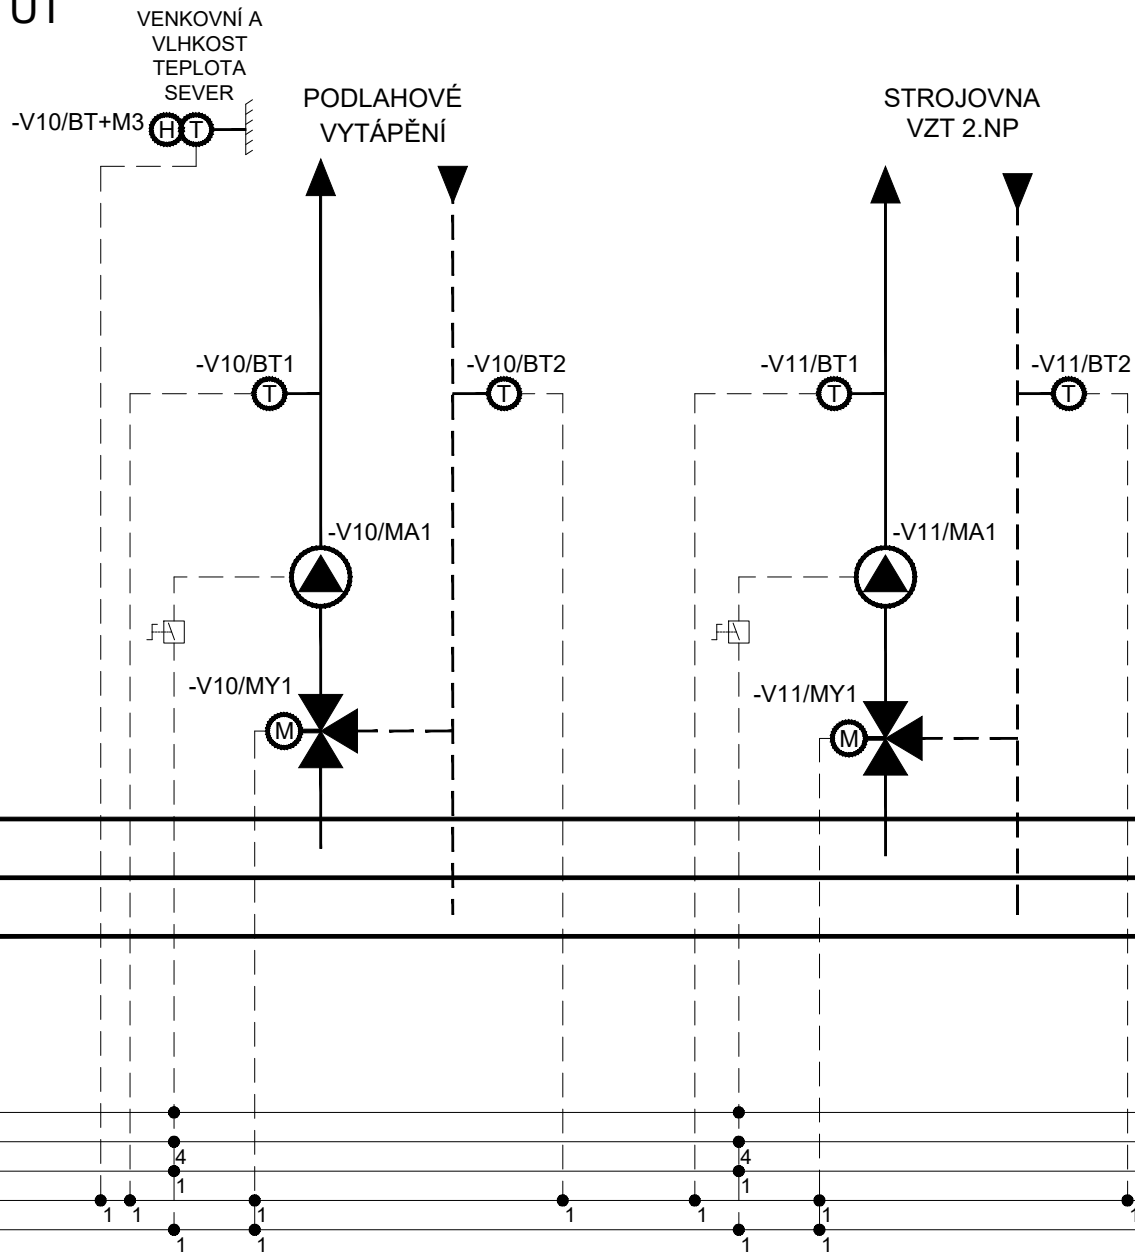 ÚT
VENKOVNÍ A
VLHKOST
TEPLOTA
SEVER
-V10/BT+M3
H
T
PODLAHOVÉ
VYTÁPĚNÍ
STROJOVNA
VZT 2.NP
-V10/BT1
T
-V10/BT2
T
-V11/BT1
T
-V11/BT2
T
-V10/MA1
-V11/MA1
-V10/MY1
M
-V11/MY1
M
4
4
1
1
1
1
1
1
1
1
1
1
1
1
1